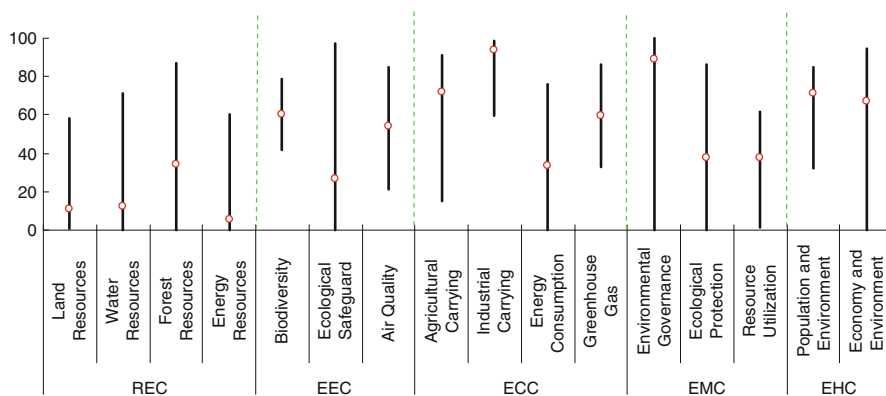 100
80
60
40
20
0
Land
Resources
Water
Resources
Forest
Resources
Energy
Resources
Biodiversity
Ecological
Safeguard
Air Quality
Agricultural
Carrying
Industrial
Carrying
Energy
Consumption
Greenhouse
Gas
Environmental
Governance
Ecological
Protection
Resource
Utilization
Population and
Environment
Economy and
Environment
REC
EEC
ECC
EMC
EHC